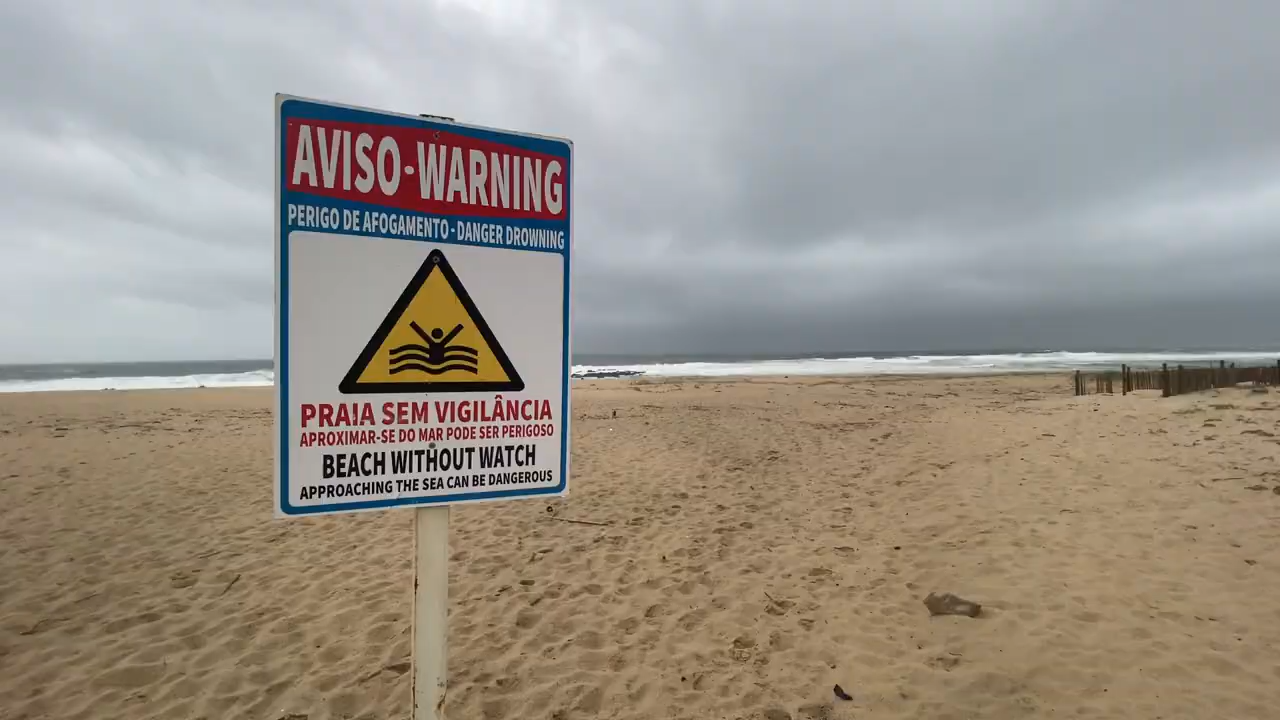 AVISO·WARNING
PERIGO DE AFOGAMENTO · DANGER DROWNING
PRAIA SEM VIGILÂNCIA
APROXIMAR-SE DO MAR PODE SER PERIGOSO
BEACH WITHOUT WATCH
APPROACHING THE SEA CAN BE DANGEROUS